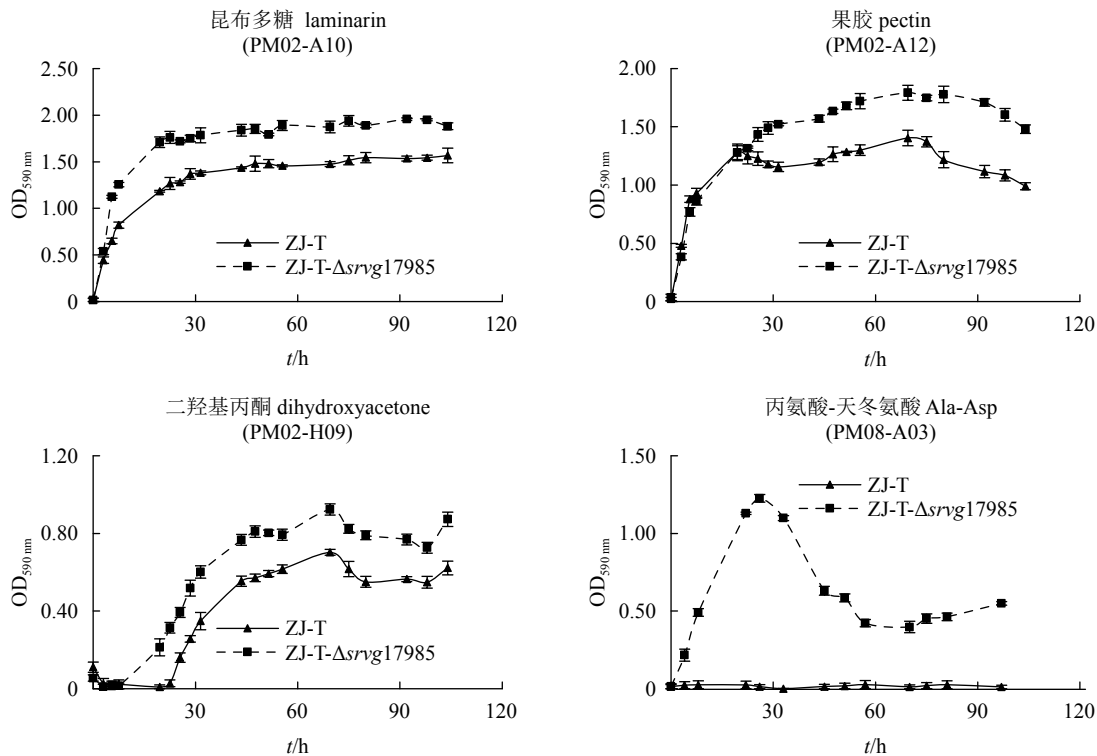 昆布多糖 laminarin
(PM02-A10)
2.50
2.00
1.50
1.00
0.50
0
OD590 nm
ZJ-T
ZJ-T-Δsrvg17985
30
60
90
120
t/h
果胶 pectin
(PM02-A12)
2.00
1.50
1.00
0.50
0
OD590 nm
ZJ-T
ZJ-T-Δsrvg17985
30
60
90
120
t/h
二羟基丙酮 dihydroxyacetone
(PM02-H09)
1.20
0.80
0.40
0
OD590 nm
ZJ-T
ZJ-T-Δsrvg17985
30
60
90
120
t/h
丙氨酸-天冬氨酸 Ala-Asp
(PM08-A03)
1.50
1.00
0.50
0
OD590 nm
ZJ-T
ZJ-T-Δsrvg17985
30
60
90
120
t/h